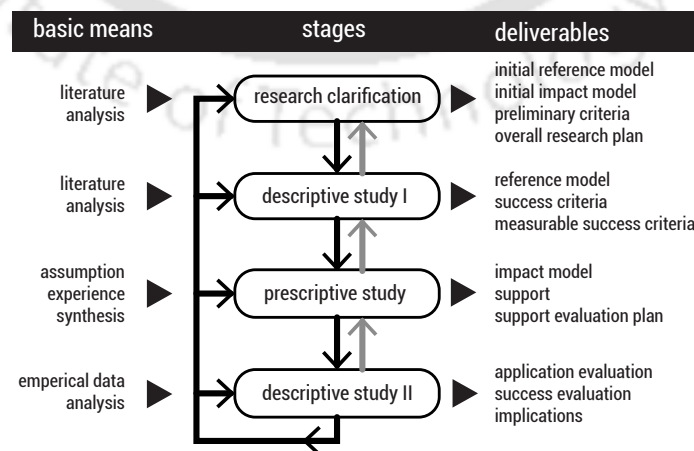 basic means
stages
deliverables
literature
analysis
research clarification
initial reference model
initial impact model
preliminary criteria
overall research plan
literature
analysis
descriptive study I
reference model
success criteria
measurable success criteria
assumption
experience
synthesis
prescriptive study
impact model
support
support evaluation plan
emperical data
analysis
descriptive study II
application evaluation
success evaluation
implications
of Technology